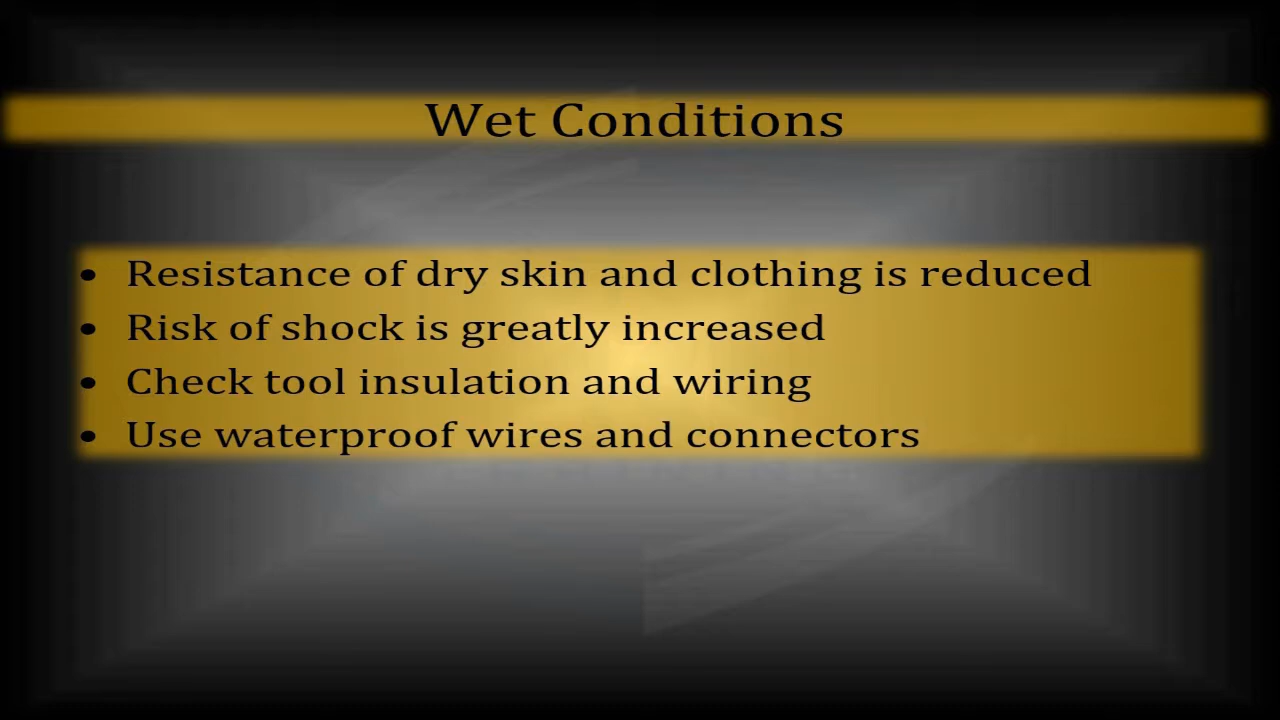 Wet Conditions
• Resistance of dry skin and clothing is reduced
• Risk of shock is greatly increased
• Check tool insulation and wiring
• Use waterproof wires and connectors